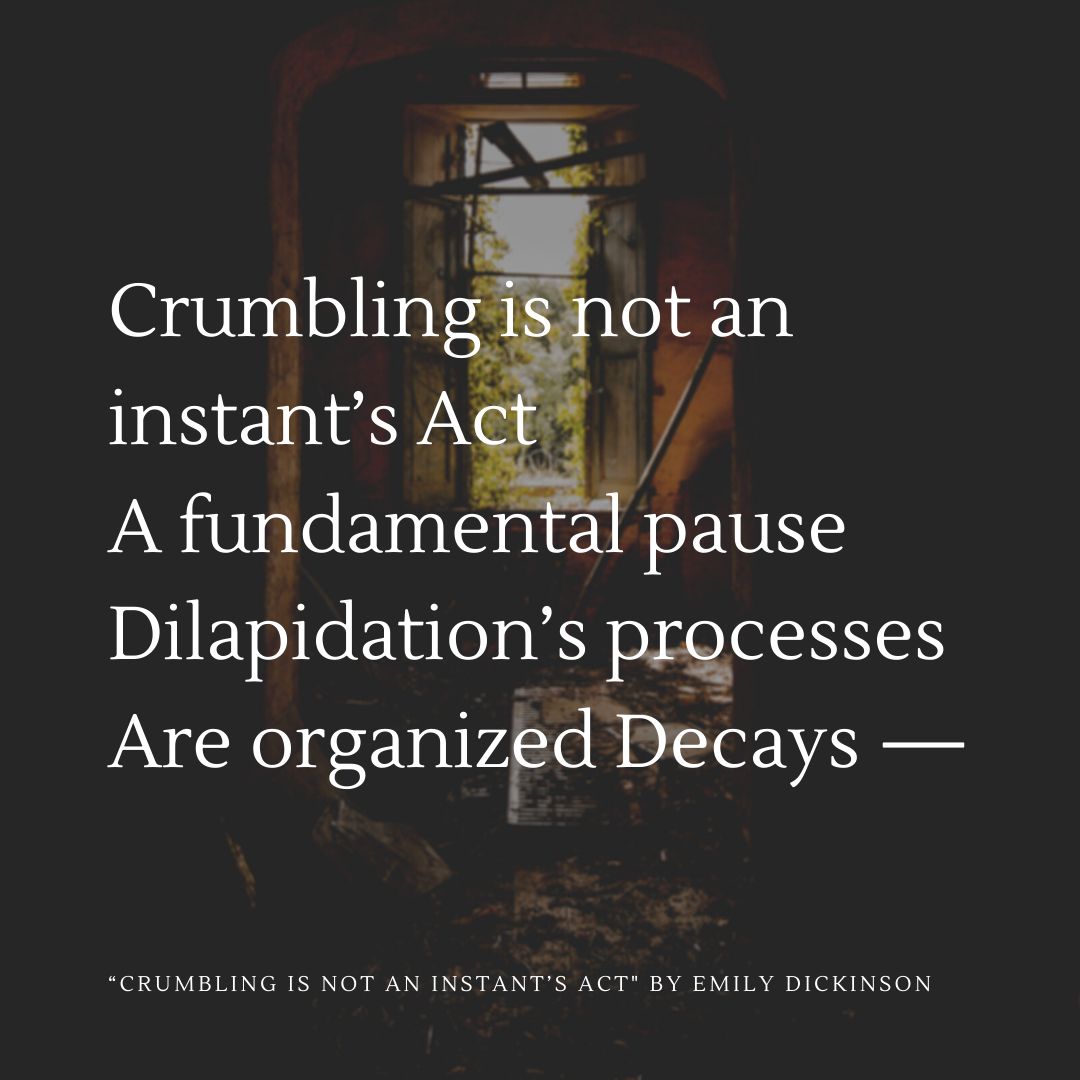 Crumbling is not an
instant’s Act
A fundamental pause
Dilapidation’s processes
Are organized Decays —
“CRUMBLING IS NOT AN INSTANT’S ACT" BY EMILY DICKINSON